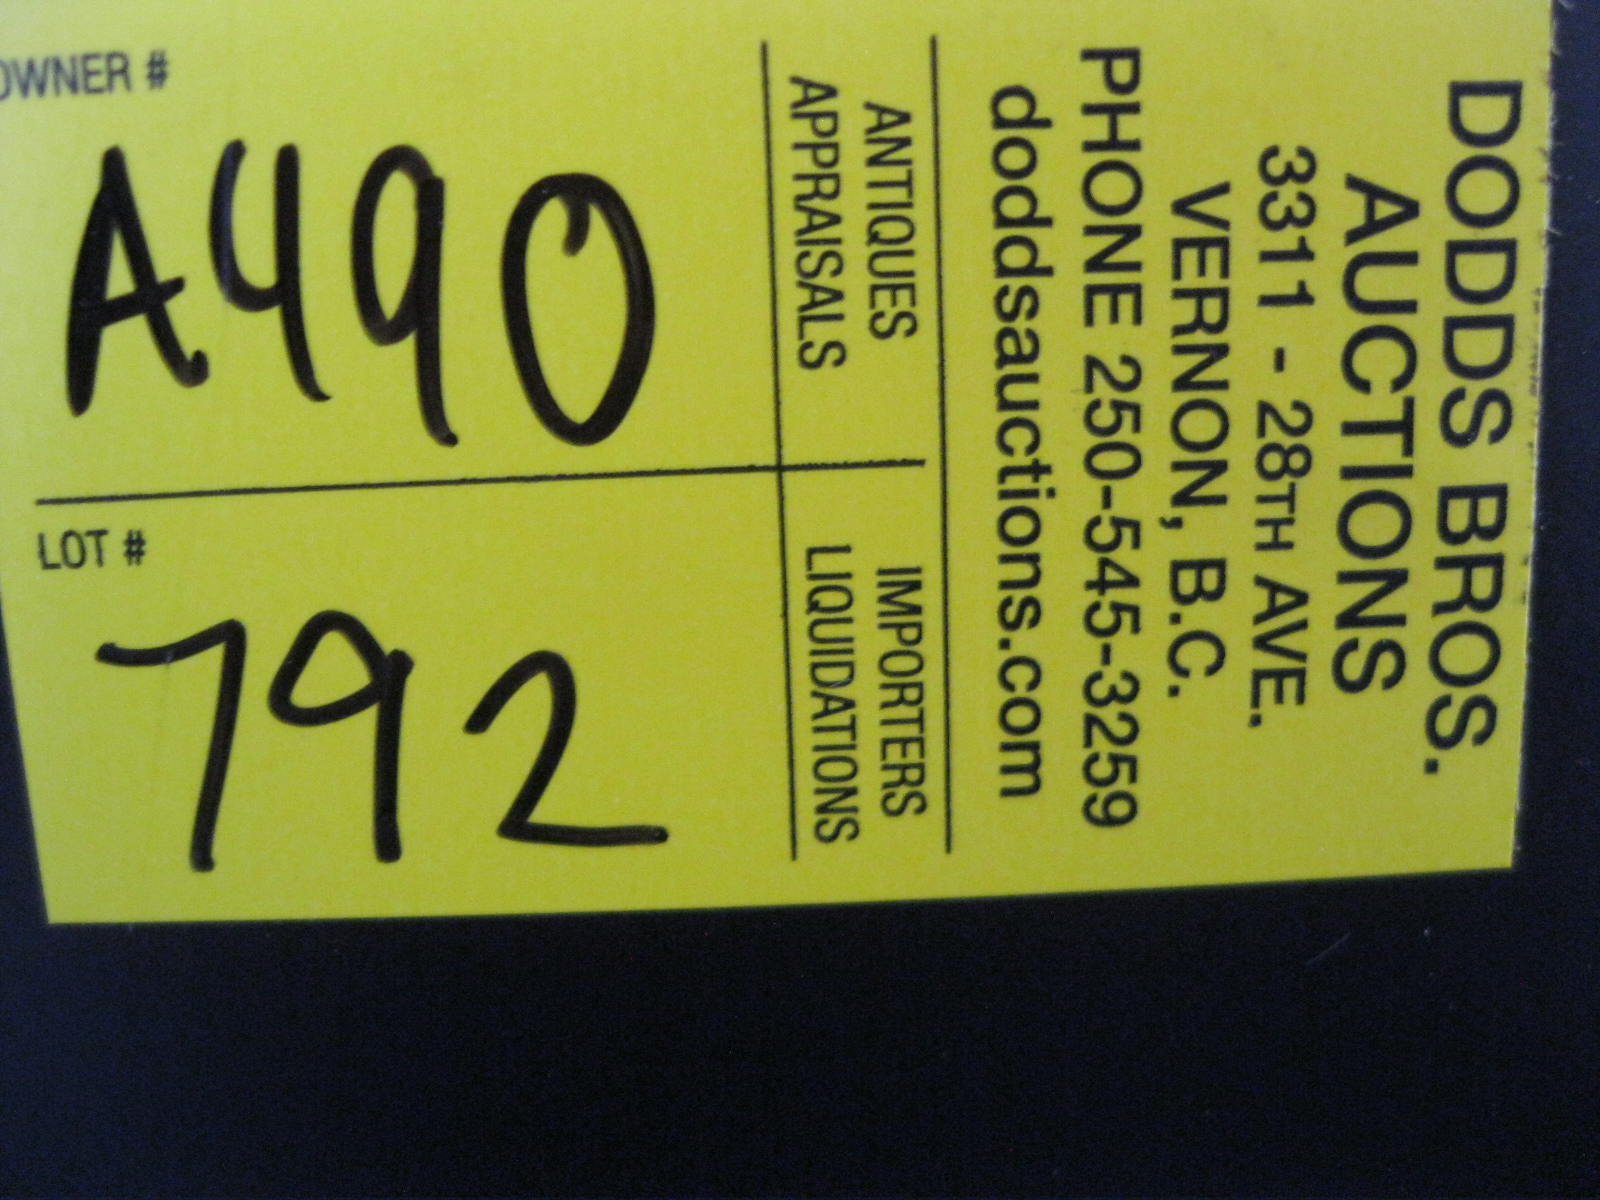 OWNER #
A490
LOT #
792
ANTIQUES
APPRAISALS
IMPORTERS
LIQUIDATIONS
DODDS BROS.
AUCTIONS
3311 - 28TH AVE.
VERNON, B.C.
PHONE 250-545-3259
doddsauctions.com